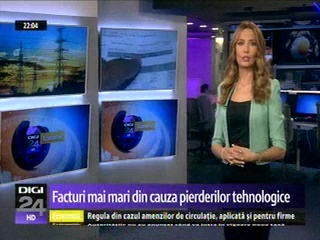 22:04
DIGI
24
HD
Facturi mai mari din cauza pierderilor tehnologice
Economia
Regula din cazul amenzilor de circulație, aplicată și pentru firme